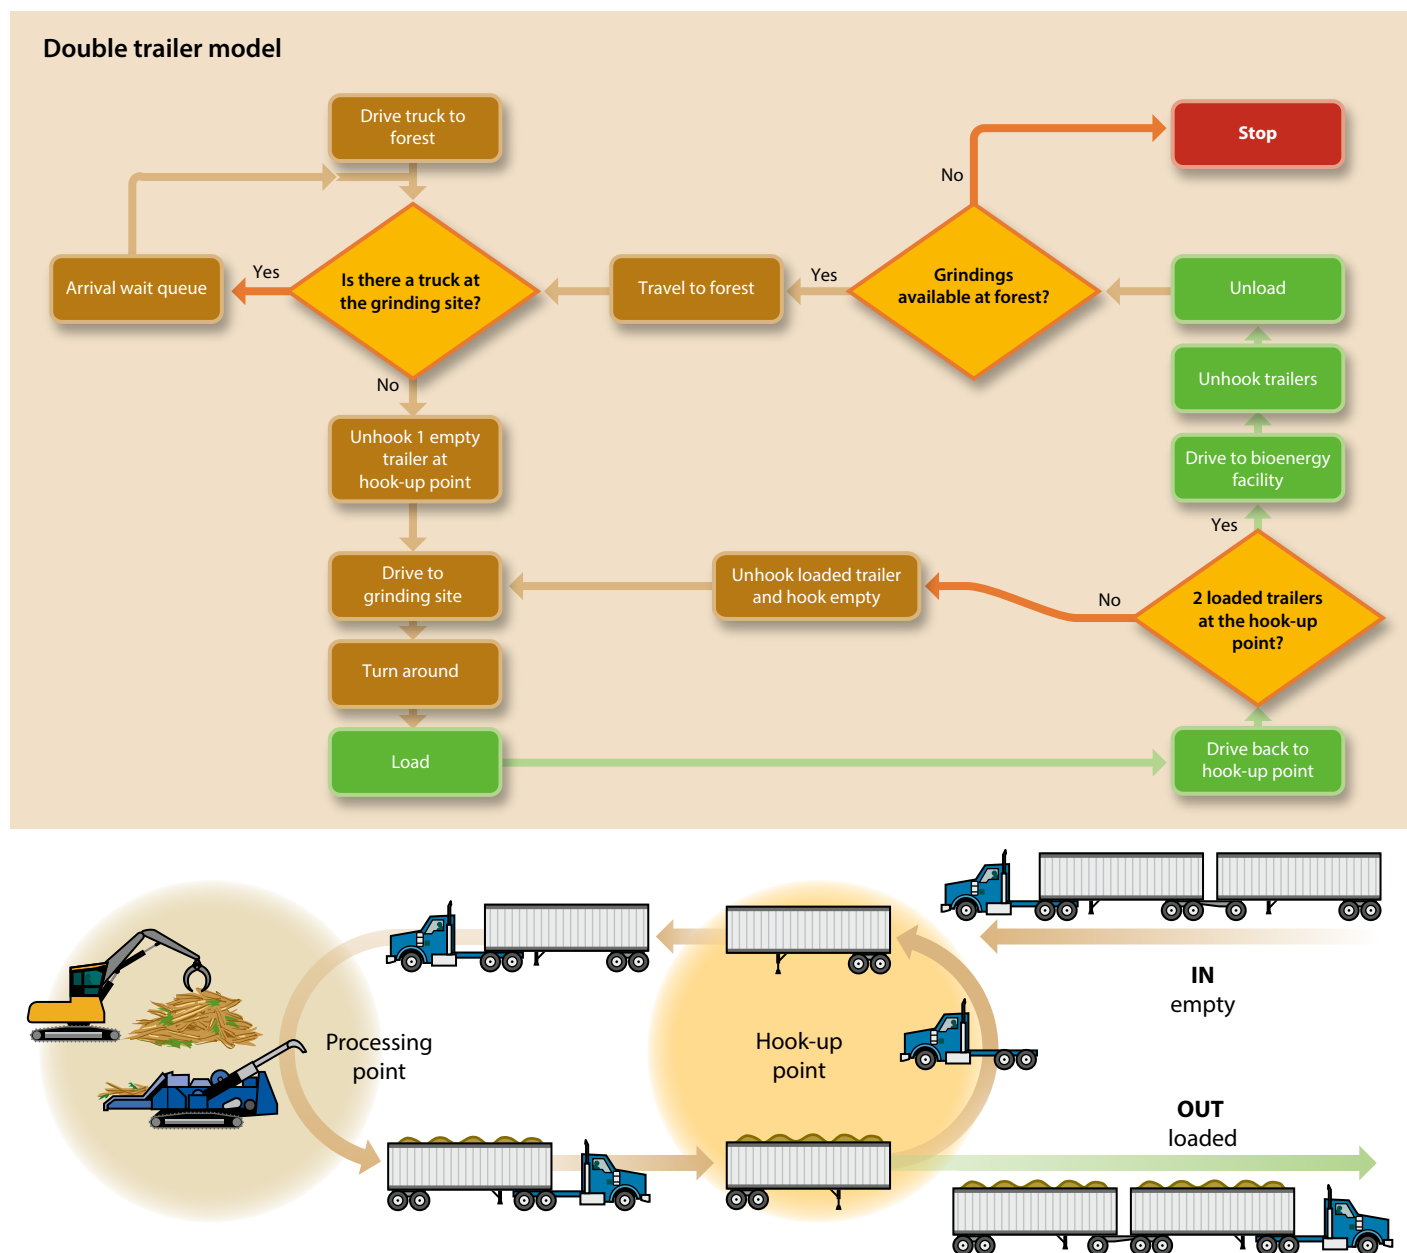 Double trailer model
Drive truck to
forest
Stop
No
Arrival wait queue
Yes
Is there a truck at
the grinding site?
Travel to forest
Yes
Grindings
available at forest?
Unload
No
Unhook trailers
Unhook 1 empty
trailer at
hook-up point
Drive to bioenergy
facility
Yes
Drive to
grinding site
Unhook loaded trailer
and hook empty
No
2 loaded trailers
at the hook-up
point?
Turn around
Load
Drive back to
hook-up point
IN
empty
Processing
point
Hook-up
point
OUT
loaded